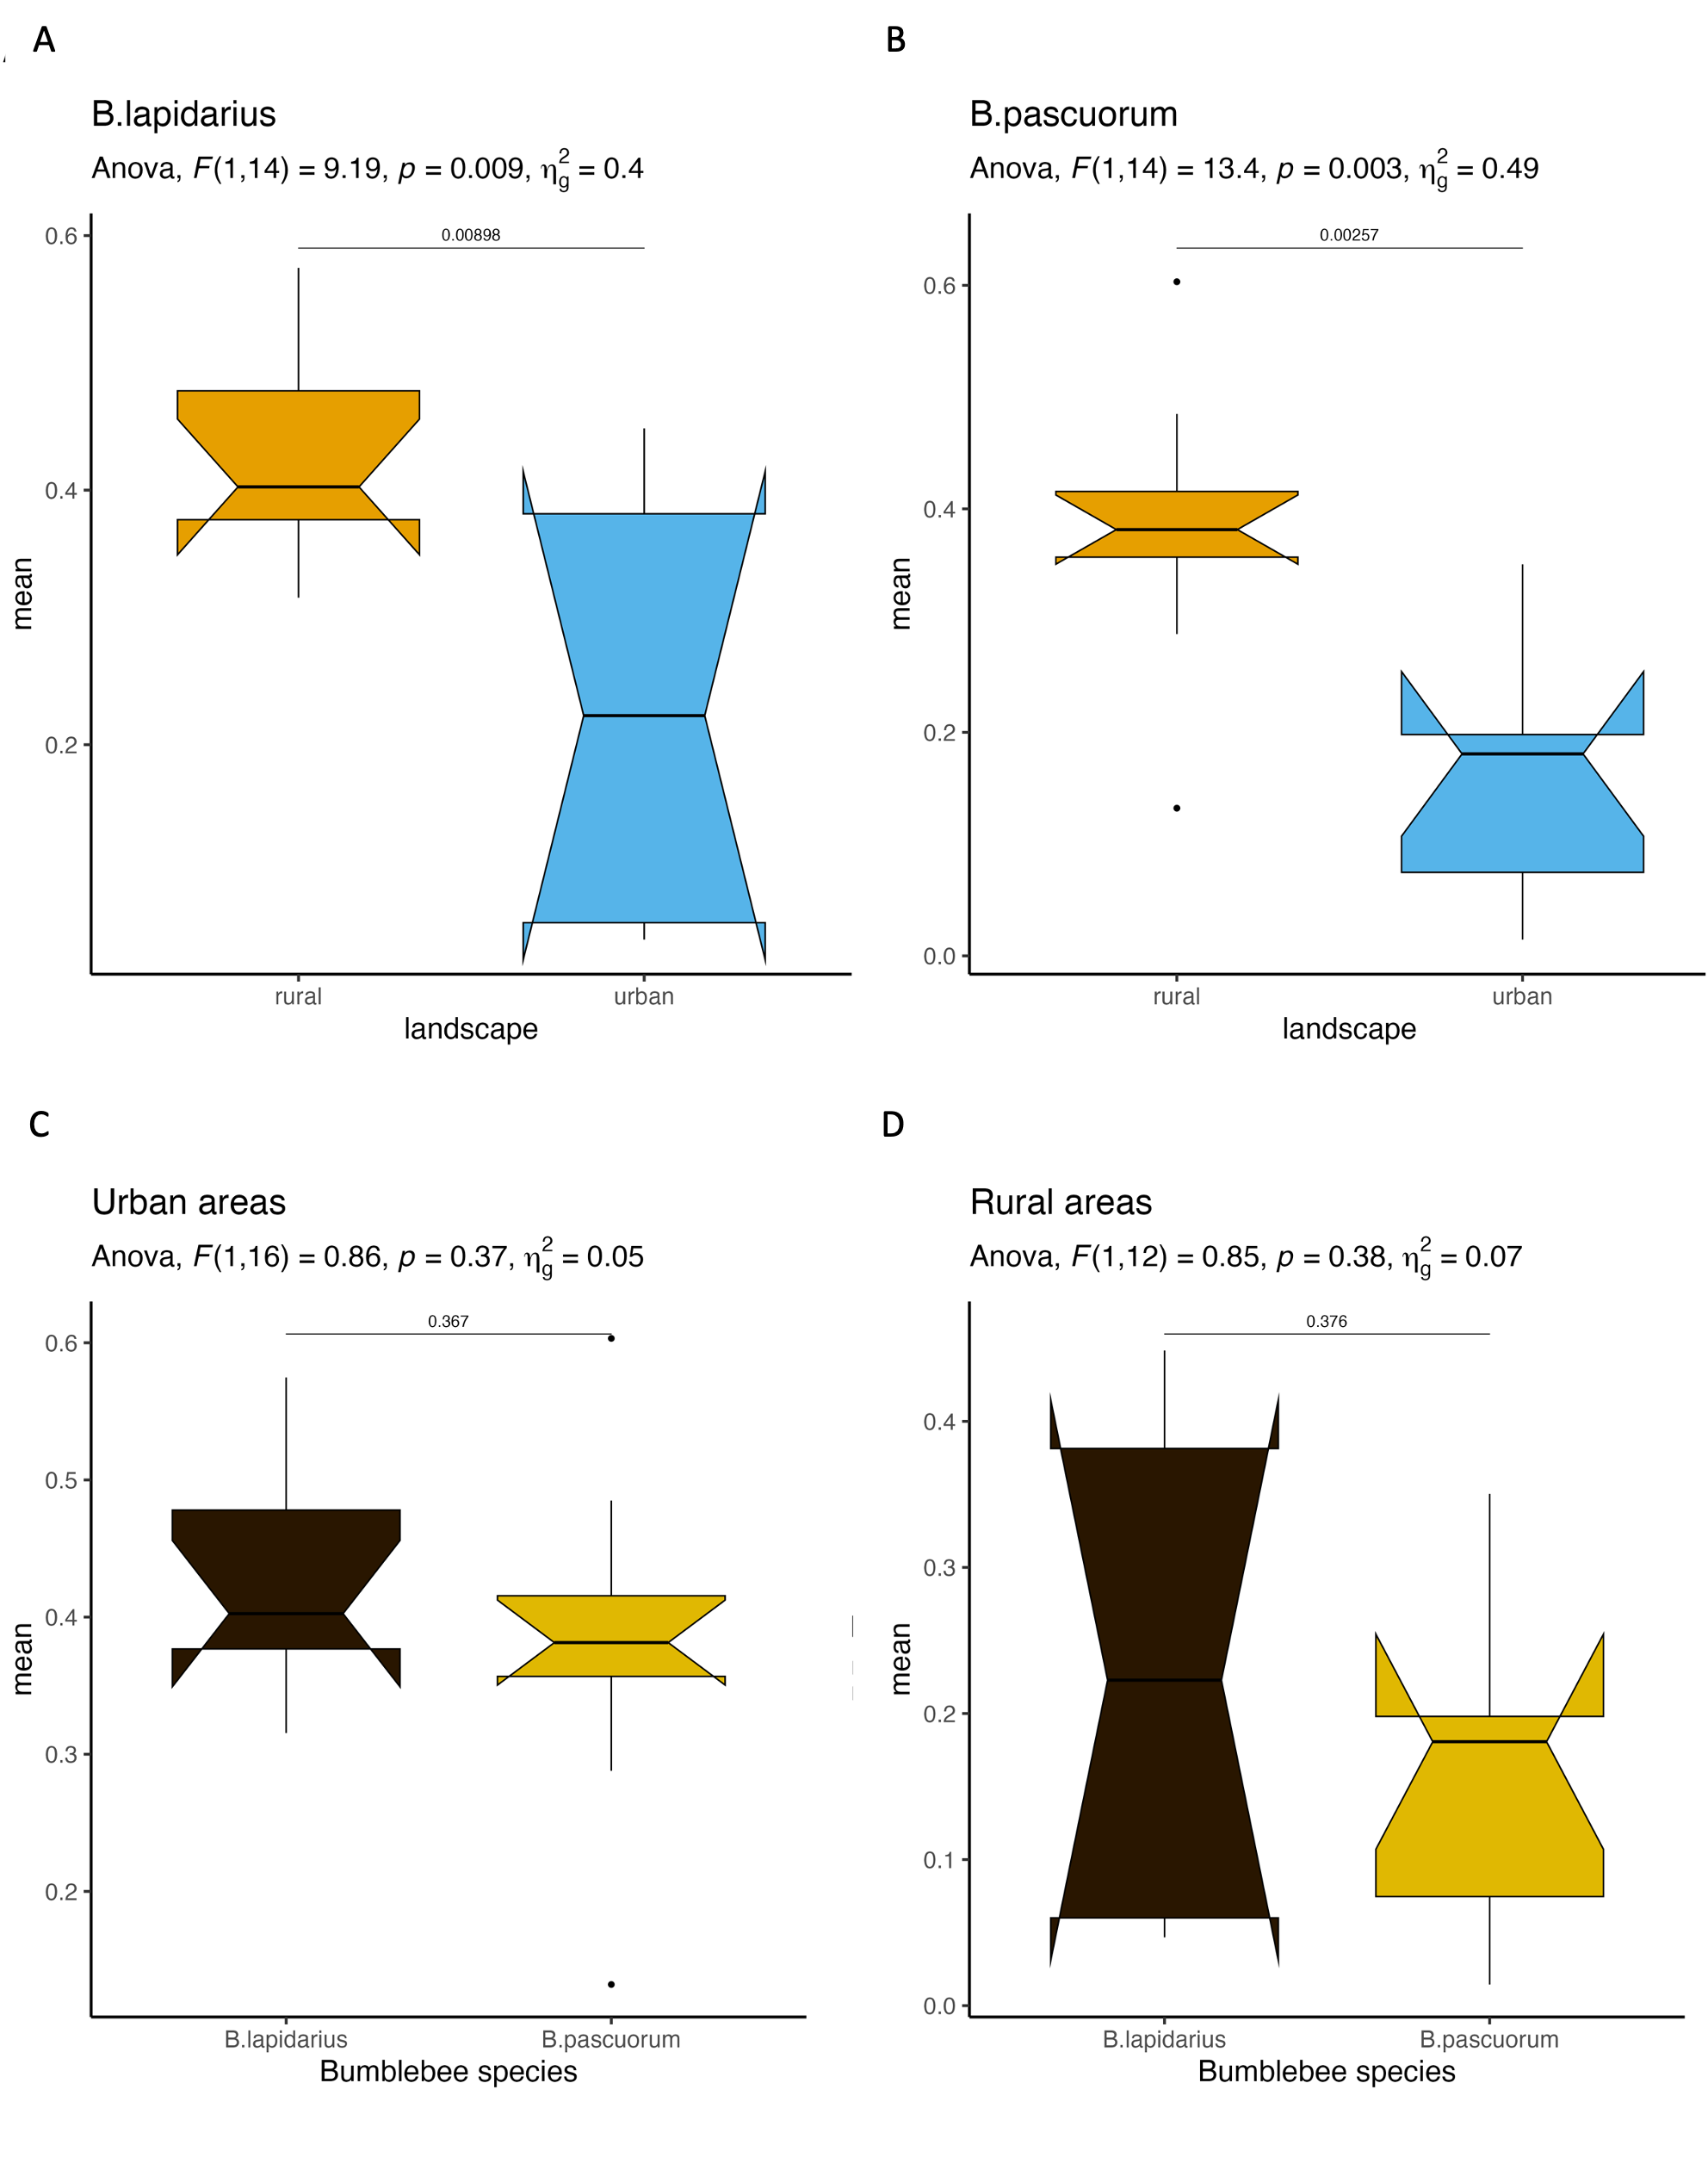 A
B.lapidarius
Anova, F(1,14) = 9.19, p = 0.009, η²g = 0.4
0.00898
0.6
0.4
0.2
mean
rural urban
landscape
B
B.pascuorum
Anova, F(1,14) = 13.4, p = 0.003, η²g = 0.49
0.00257
0.6
0.4
0.2
0.0
mean
rural urban
landscape
C
Urban areas
Anova, F(1,16) = 0.86, p = 0.37, η²g = 0.05
0.367
0.6
0.5
0.4
0.3
0.2
mean
B.lapidarius B.pascuorum
Bumblebee species
D
Rural areas
Anova, F(1,12) = 0.85, p = 0.38, η²g = 0.07
0.376
0.4
0.3
0.2
0.1
0.0
mean
B.lapidarius B.pascuorum
Bumblebee species